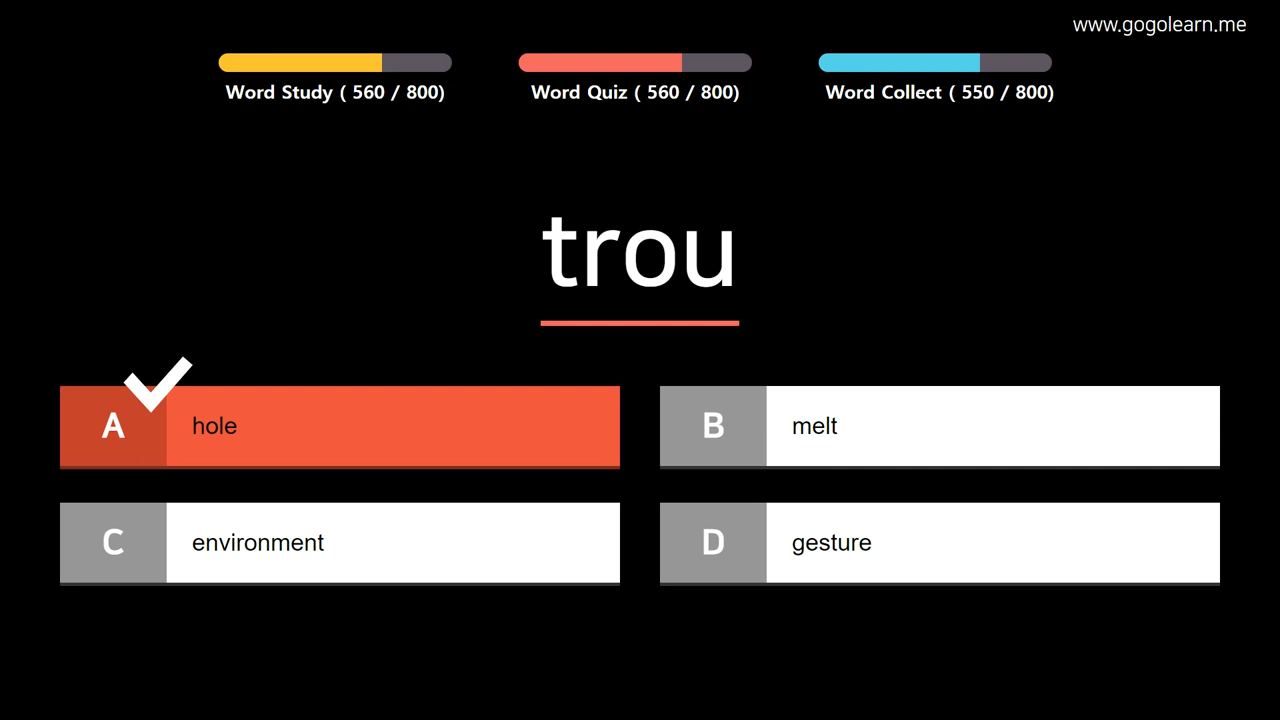 www.gogolearn.me
Word Study ( 560 / 800)
Word Quiz ( 560 / 800)
Word Collect ( 550 / 800)
trou
A hole
B melt
C environment
D gesture